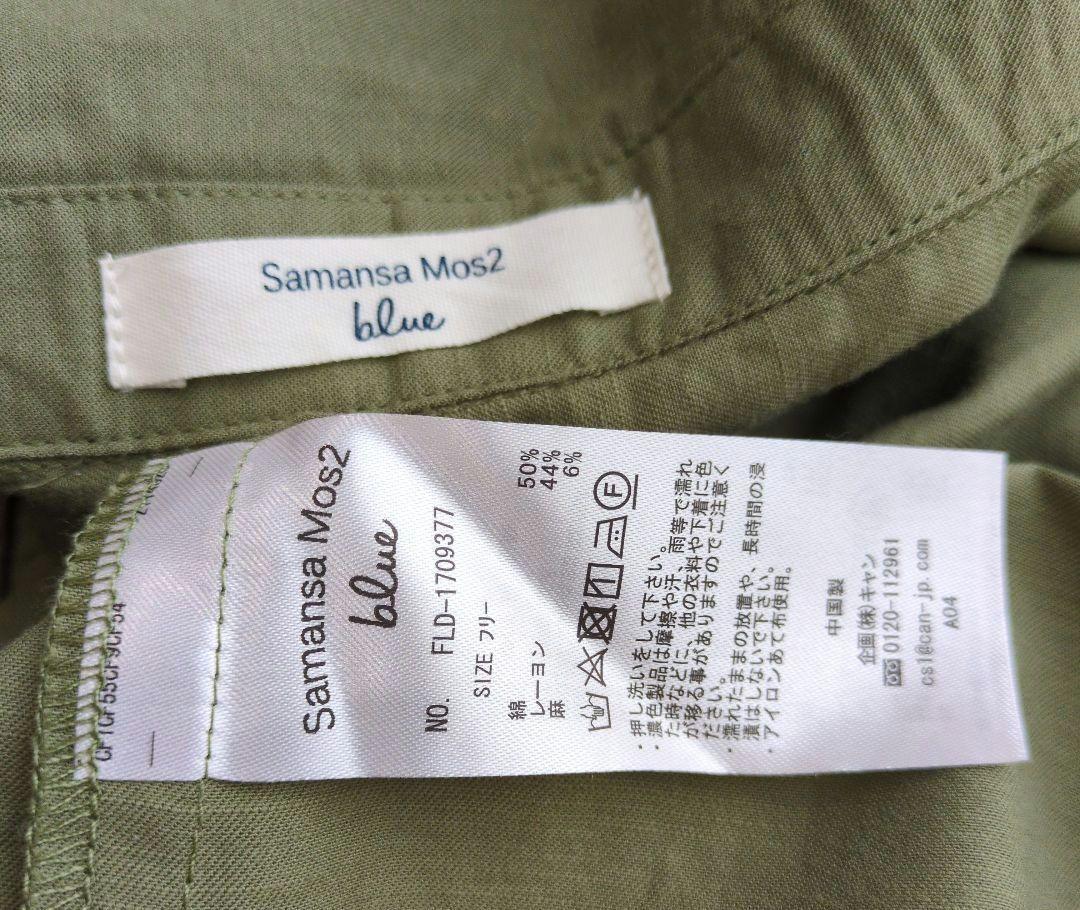 Samansa Mos2
blue
Samansa Mos2
blue
NO. FLD-1709377
SIZE フリー
綿 50%
レーヨン 44%
麻 6%
F
・押し洗いをして下さい。
・濃色製品は摩擦や汗、雨等で濡れ
た時などに、他の衣料や下着に色
が移る事がありますのでご注意く
ださい。
・濡れたままの放置や、長時間の浸
漬はしないで下さい。
・アイロンあて布使用。
中国製
企画(株)キャン
0120-112961
csl@can-jp.com
A04